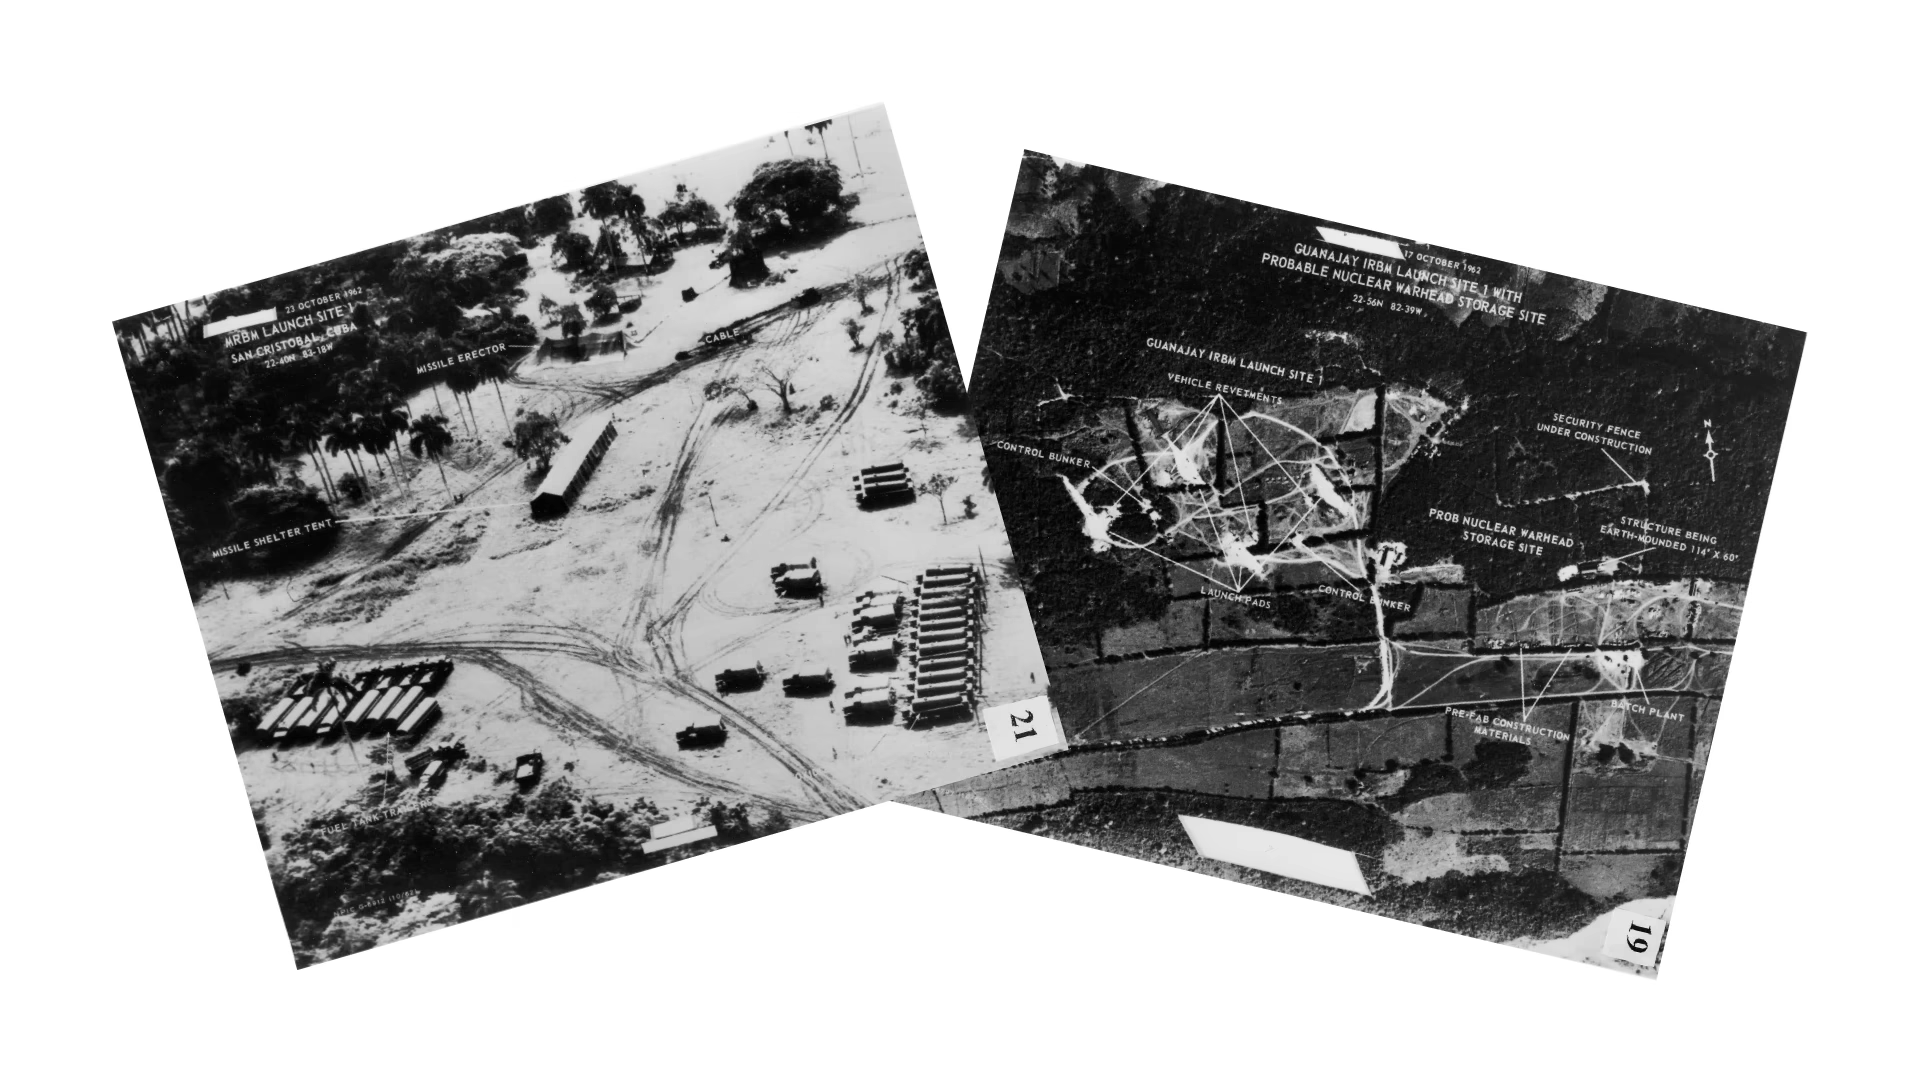 23 OCTOBER 1962
MRBM LAUNCH SITE 1
SAN CRISTOBAL, CUBA
22-40N 83-18W
MISSILE ERECTOR
CABLE
MISSILE SHELTER TENT
FUEL TANK TRAILERS
21
17 OCTOBER 1962
GUANAJAY IRBM LAUNCH SITE 1 WITH
PROBABLE NUCLEAR WARHEAD STORAGE SITE
22-56N 82-39W
GUANAJAY IRBM LAUNCH SITE 1
VEHICLE REVETMENTS
CONTROL BUNKER
SECURITY FENCE
UNDER CONSTRUCTION
N
PROB NUCLEAR WARHEAD
STORAGE SITE
STRUCTURE BEING
EARTH-MOUNDED 114' X 60'
LAUNCH PADS
CONTROL BUNKER
PRE-FAB CONSTRUCTION
MATERIALS
BATCH PLANT
19